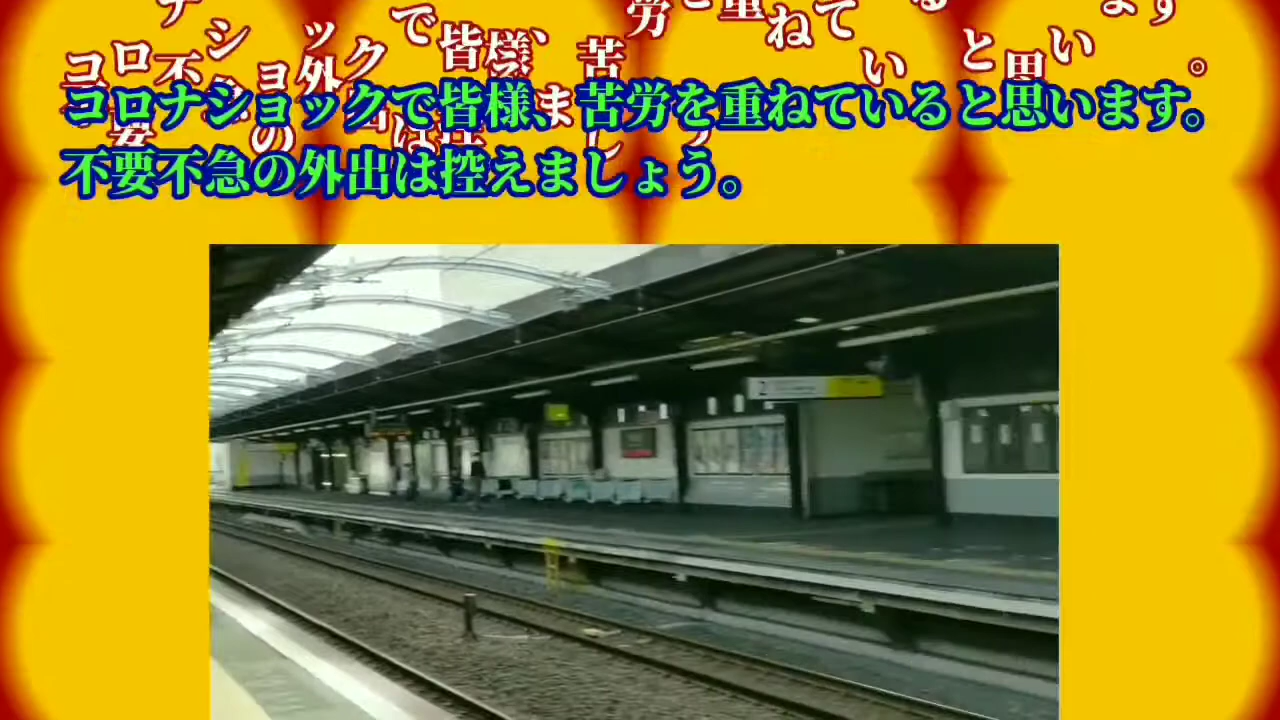 コロナショックで皆様、苦労を重ねていると思います。
不要不急の外出は控えましょう。
2